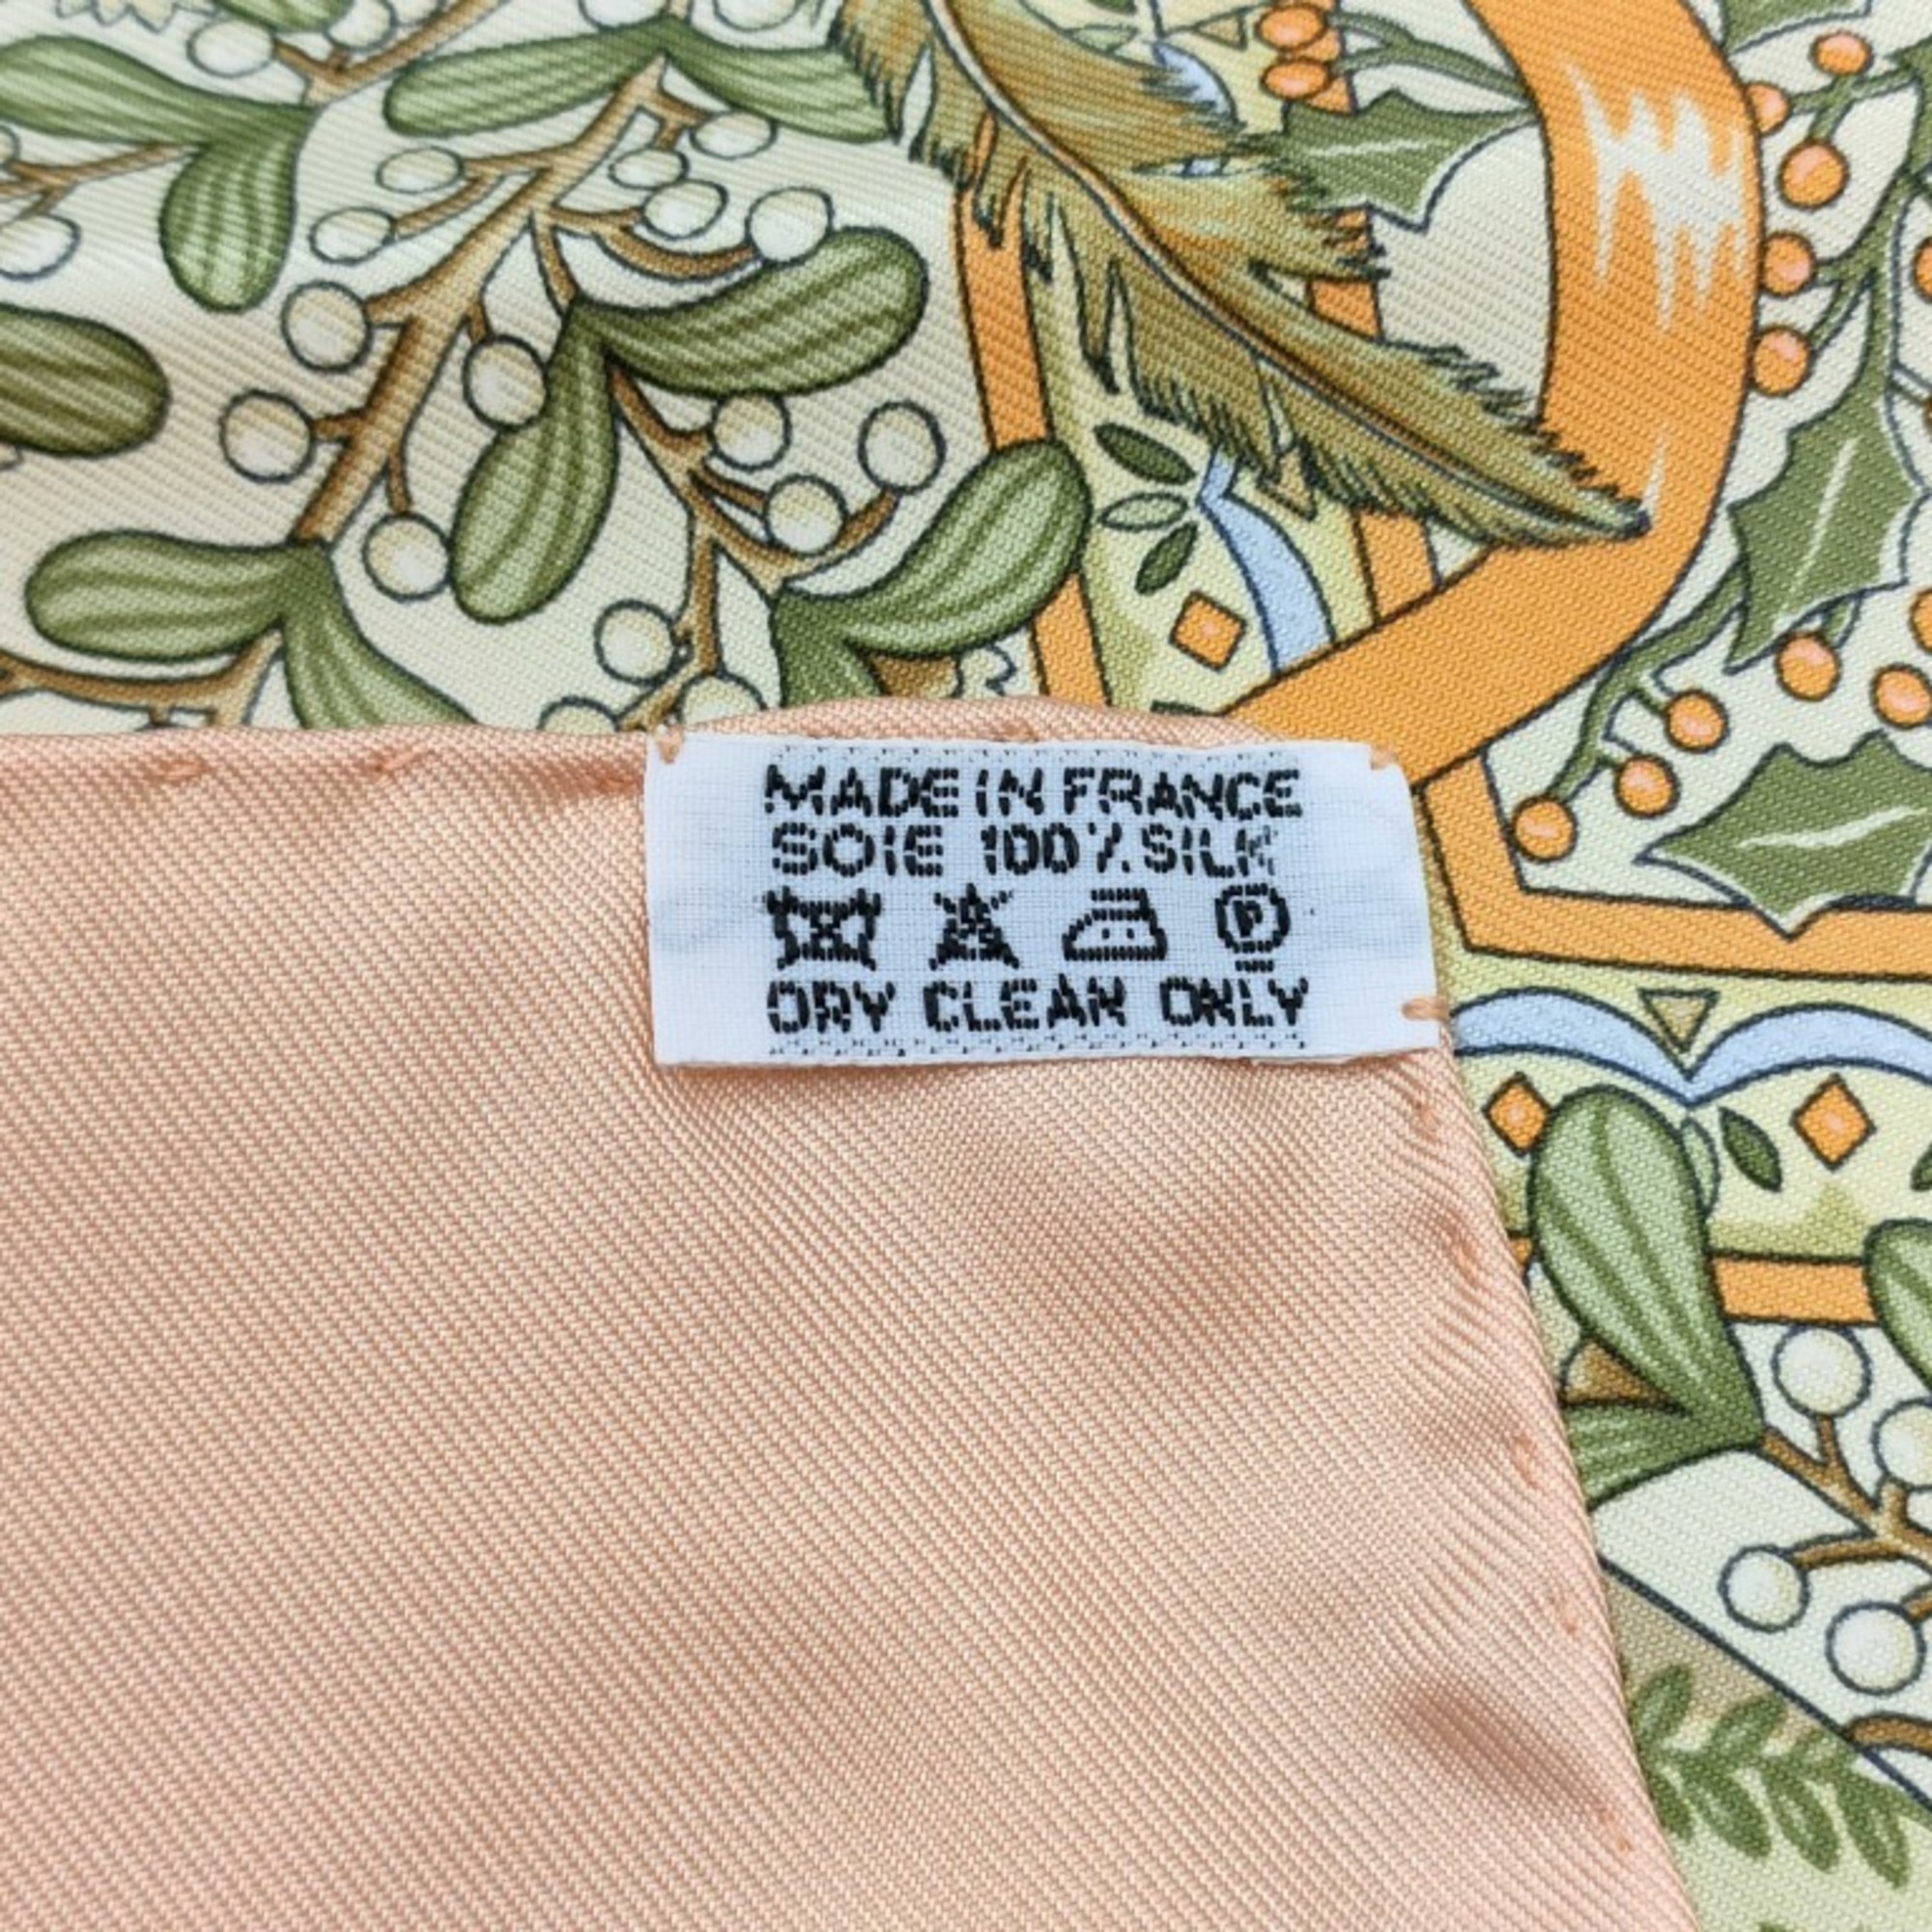 MADE IN FRANCE
SOIE 100% SILK
P
DRY CLEAN ONLY